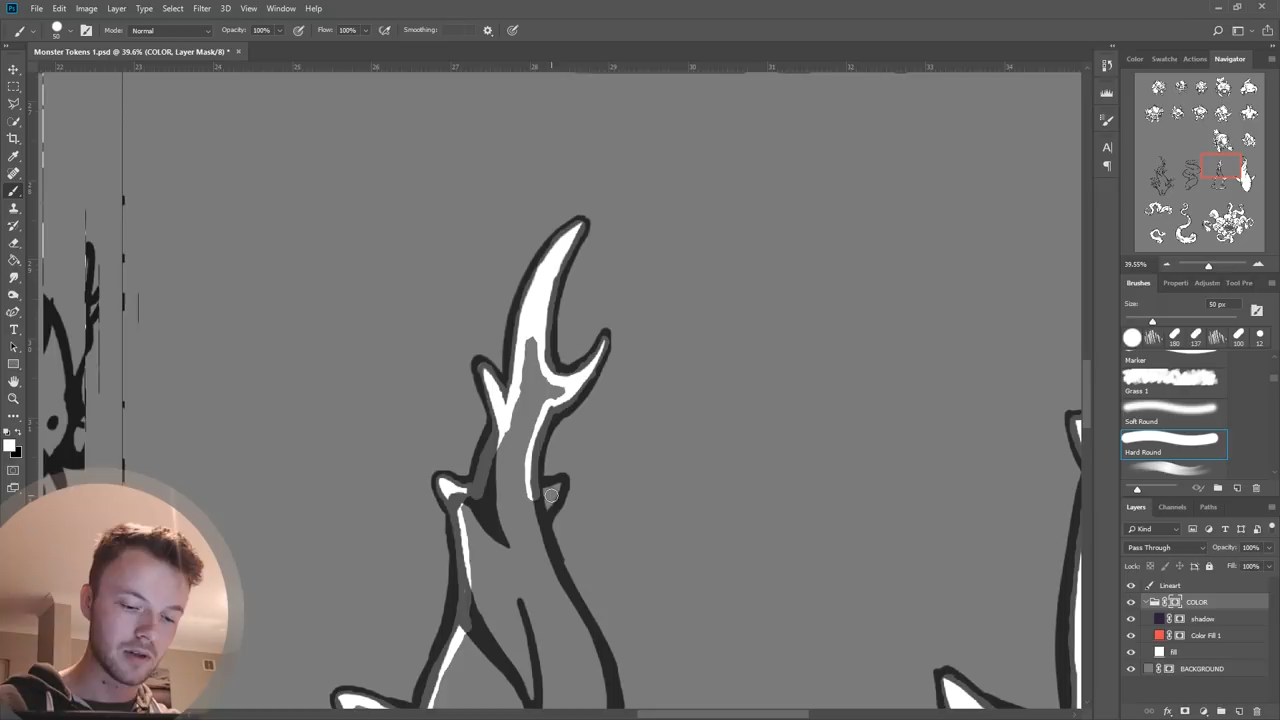 File Edit Image Layer Type Select Filter 3D View Window Help
50 Mode: Normal Opacity: 100% Flow: 100% Smoothing:
Monster Tokens 1.psd @ 39.6% (COLOR, Layer Mask/8) * ×
22 23 24 25 26 27 28 29 30 31 32 33 34
Color Swatche Actions Navigator
39.55%
Brushes Properti Adjustm Tool Pre
Size: 50 px
180 137 100 12
Marker
Grass 1
Soft Round
Hard Round
Layers Channels Paths
Kind
Pass Through Opacity: 100%
Lock: Fill: 100%
Lineart
COLOR
shadow
Color Fill 1
fill
BACKGROUND